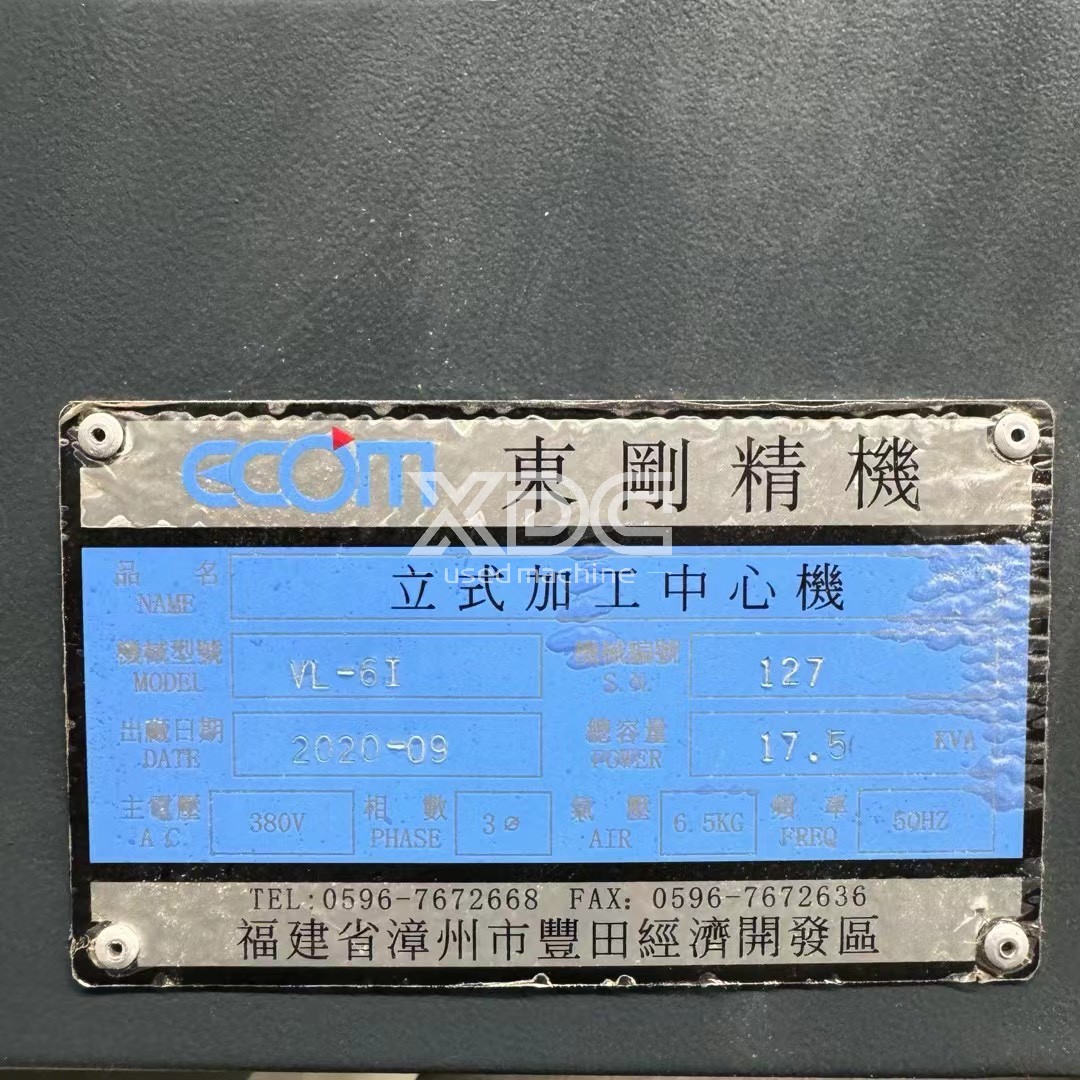 ECOM 東剛精機
XDC
used machine
品名 立式加工中心機
NAME
機械型號 VL-6I 機械編號 127
MODEL S.N.
出廠日期 2020-09 總容量 17.5 KVA
DATE POWER
主電壓 380V 相數 3ø 氣壓 6.5KG 頻率 50HZ
A.C PHASE AIR FREQ
TEL:0596-7672668 FAX: 0596-7672636
福建省漳州市豐田經濟開發區